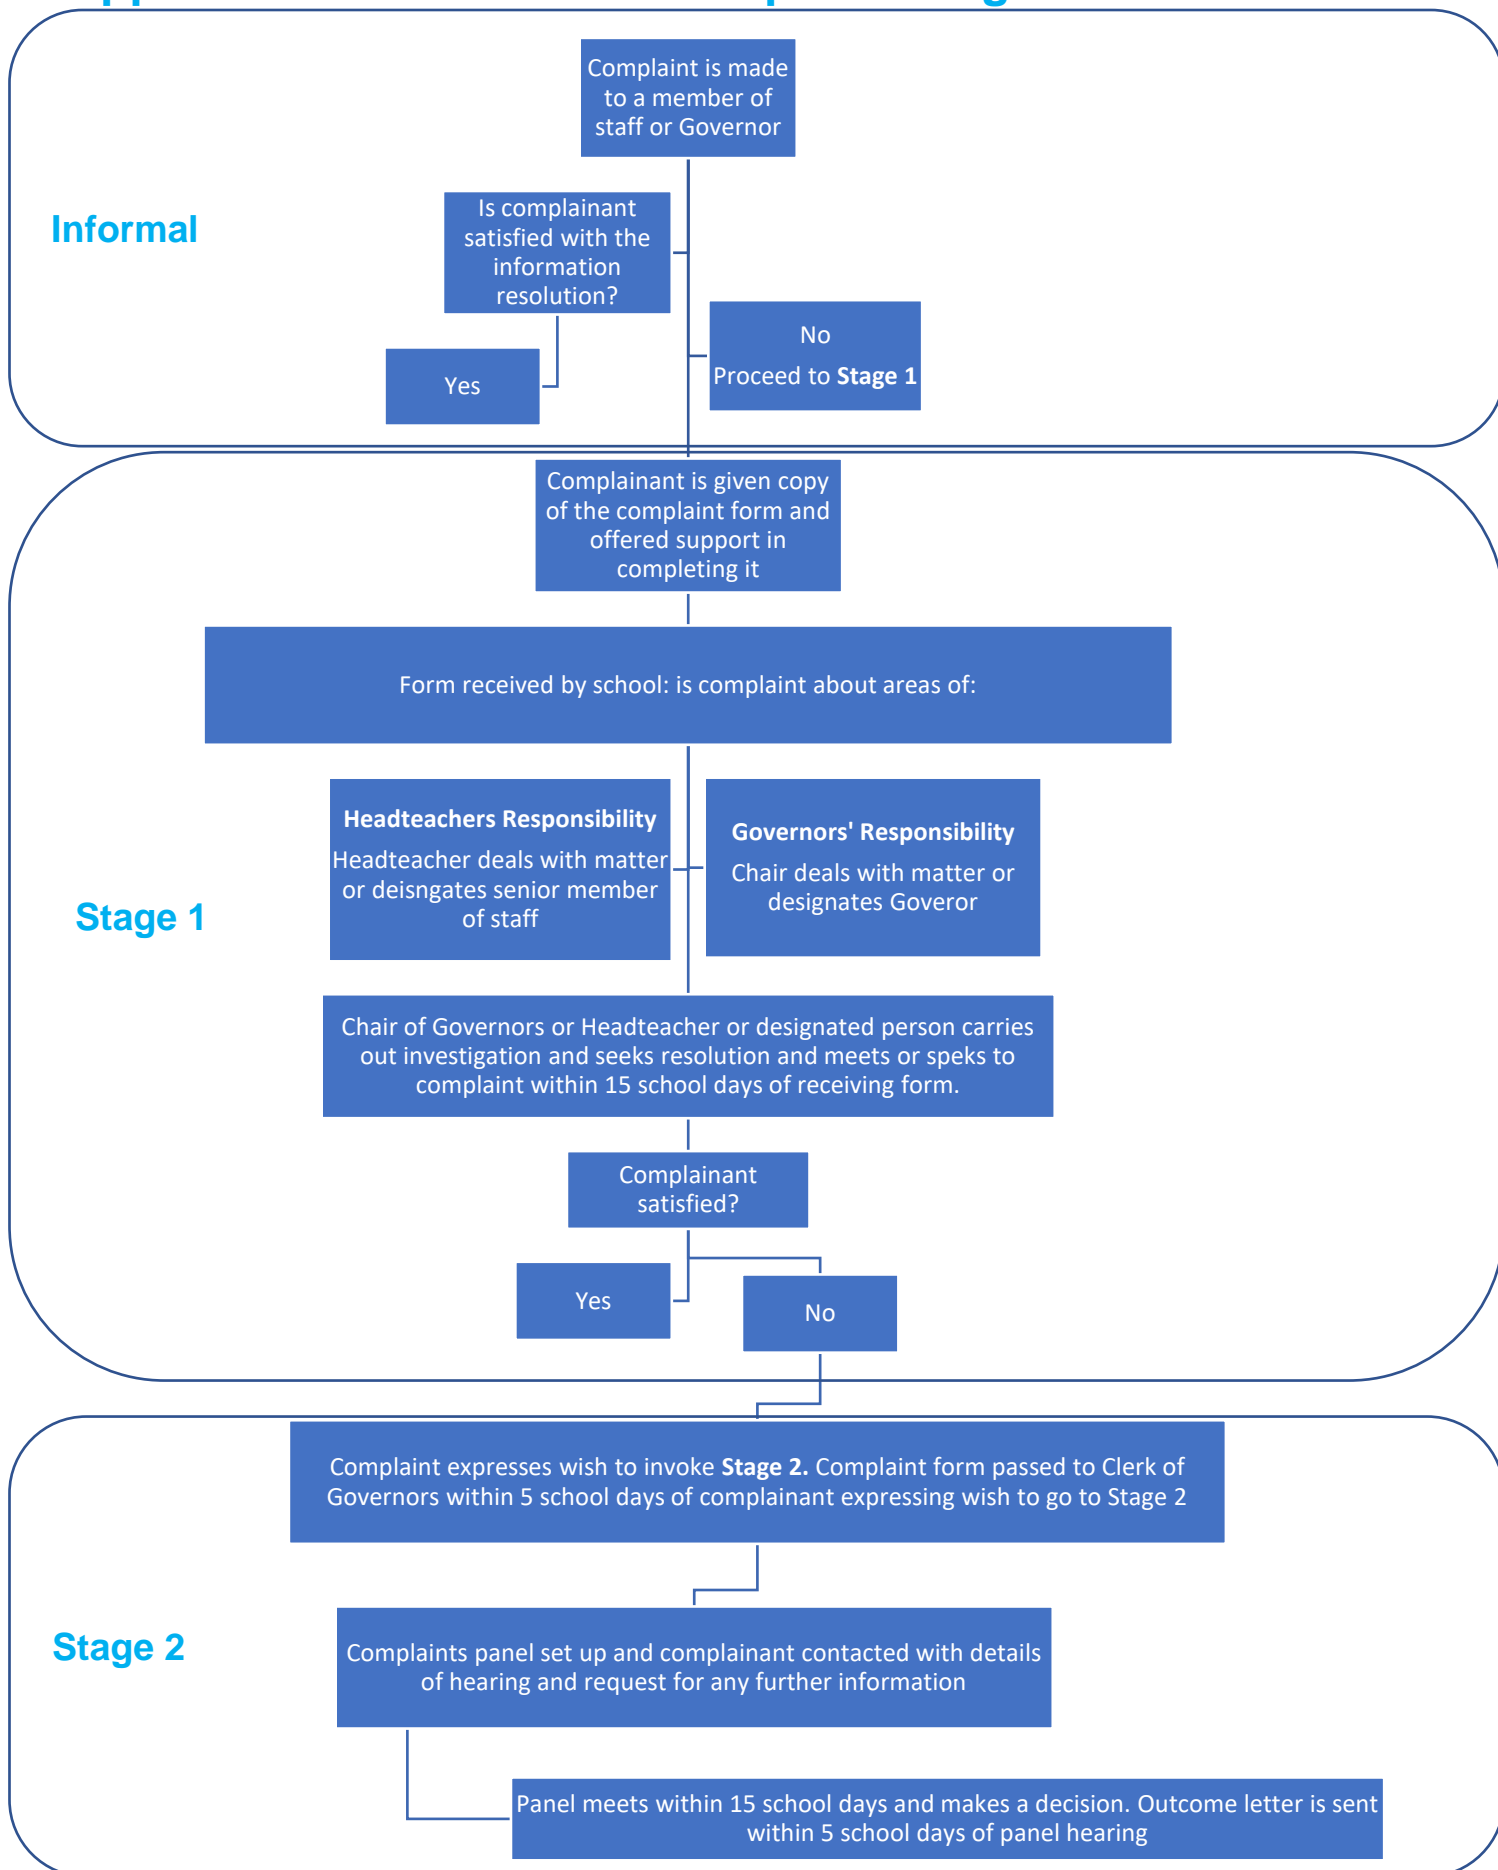 Complaint is made
to a member of
staff or Governor
Informal
Is complainant
satisfied with the
information
resolution?
No
Proceed to Stage 1
Yes
Complainant is given copy
of the complaint form and
offered support in
completing it
Form received by school: is complaint about areas of:
Headteachers Responsibility
Headteacher deals with matter
or deisngates senior member
of staff
Governors' Responsibility
Chair deals with matter or
designates Goveror
Stage 1
Chair of Governors or Headteacher or designated person carries
out investigation and seeks resolution and meets or speks to
complaint within 15 school days of receiving form.
Complainant
satisfied?
Yes
No
Complaint expresses wish to invoke Stage 2. Complaint form passed to Clerk of
Governors within 5 school days of complainant expressing wish to go to Stage 2
Stage 2
Complaints panel set up and complainant contacted with details
of hearing and request for any further information
Panel meets within 15 school days and makes a decision. Outcome letter is sent
within 5 school days of panel hearing